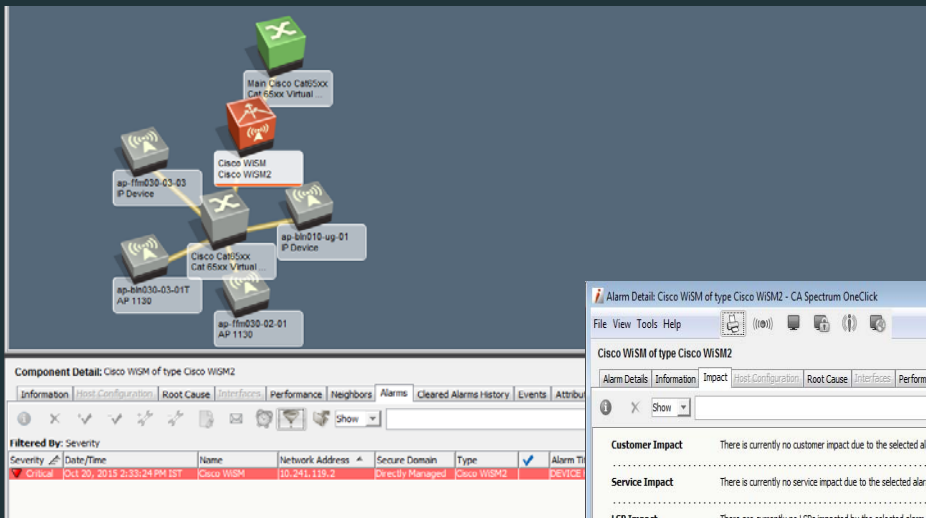 Main Cisco Cat65xx
Cat 65xx Virtual ...
Cisco WiSM
Cisco WiSM2
ap-ffm030-03-03
IP Device
ap-bln010-ug-01
IP Device
Cisco Cat65xx
Cat 65xx Virtual ...
ap-bln030-03-01T
AP 1130
ap-ffm030-02-01
AP 1130
Component Detail: Cisco WiSM of type Cisco WiSM2
Information Host Configuration Root Cause Interfaces Performance Neighbors Alarms Cleared Alarms History Events Attribu
Show
Filtered By: Severity
Severity Date/Time Name Network Address Secure Domain Type Alarm Tit
Critical Oct 20, 2015 2:33:24 PM IST Cisco WiSM 10.241.119.2 Directly Managed Cisco WiSM2 DEVICE
Alarm Detail: Cisco WiSM of type Cisco WiSM2 - CA Spectrum OneClick
File View Tools Help
Cisco WiSM of type Cisco WiSM2
Alarm Details Information Impact Host Configuration Root Cause Interfaces Perform
Show
Customer Impact There is currently no customer impact due to the selected al
Service Impact There is currently no service impact due to the selected alar